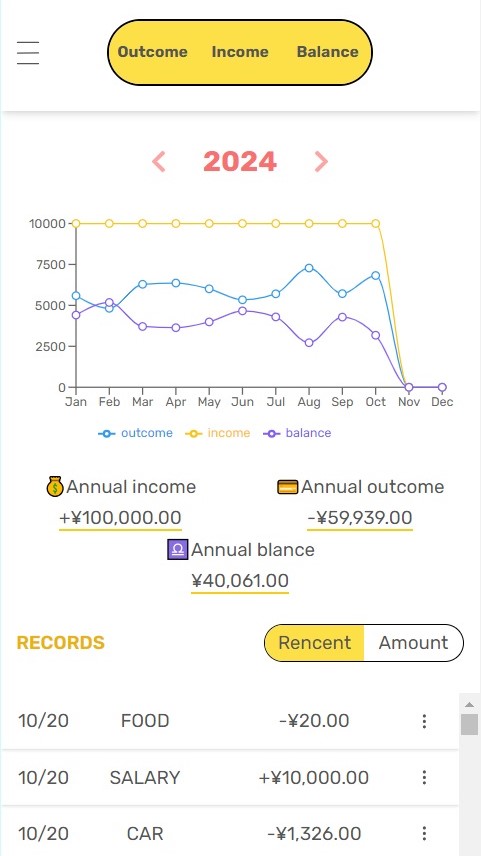 Outcome Income Balance
2024
10000
7500
5000
2500
0
Jan Feb Mar Apr May Jun Jul Aug Sep Oct Nov Dec
outcome income balance
Annual income Annual outcome
+¥100,000.00 -¥59,939.00
Annual blance
¥40,061.00
RECORDS Rencent Amount
10/20 FOOD -¥20.00
10/20 SALARY +¥10,000.00
10/20 CAR -¥1,326.00